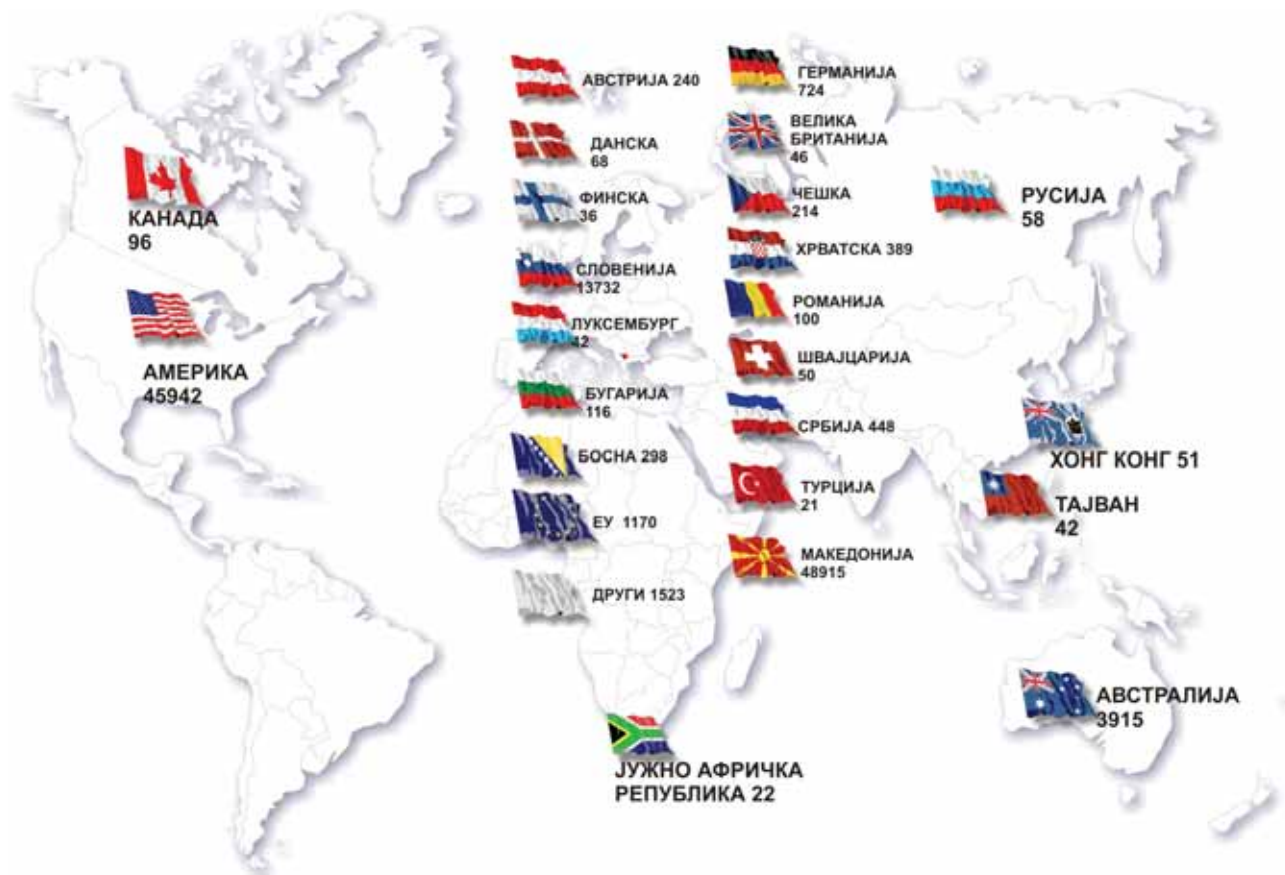 КАНАДА
96
АМЕРИКА
45942
АВСТРИЈА 240
ДАНСКА
68
ФИНСКА
36
СЛОВЕНИЈА
13732
ЛУКСЕМБУРГ
42
БУГАРИЈА
116
БОСНА 298
ЕУ 1170
ДРУГИ 1523
ГЕРМАНИЈА
724
ВЕЛИКА
БРИТАНИЈА
46
ЧЕШКА
214
ХРВАТСКА 389
РОМАНИЈА
100
ШВАЈЦАРИЈА
50
СРБИЈА 448
ТУРЦИЈА
21
МАКЕДОНИЈА
48915
РУСИЈА
58
ХОНГ КОНГ 51
ТАЈВАН
42
АВСТРАЛИЈА
3915
ЈУЖНО АФРИЧКА
РЕПУБЛИКА 22